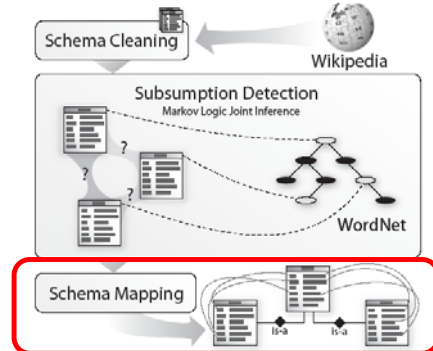 Schema Cleaning
Wikipedia
Subsumption Detection
Markov Logic Joint Inference
?
?
?
WordNet
Schema Mapping
Is-a
Is-a